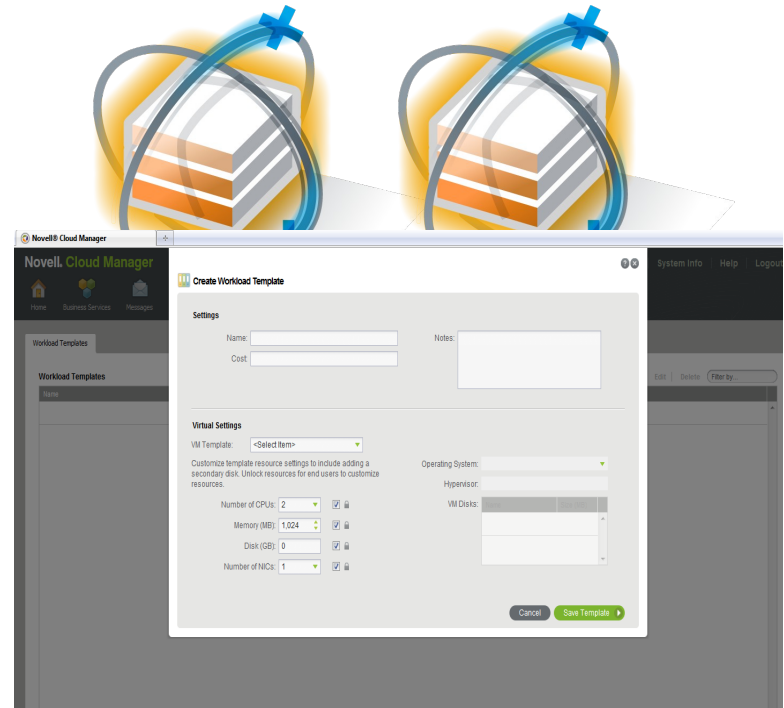 Novell® Cloud Manager
Novell. Cloud Manager
System Info | Help | Logout
Home
Business Services
Messages
Workload Templates
Workload Templates
Edit | Delete
Filter by...
Name
Create Workload Template
Settings
Name:
Notes:
Cost:
Virtual Settings
VM Template: <Select Item>
Customize template resource settings to include adding a
secondary disk. Unlock resources for end users to customize
resources.
Number of CPUs: 2
Memory (MB): 1,024
Disk (GB): 0
Number of NICs: 1
Operating System:
Hypervisor:
VM Disks:
Cancel
Save Template